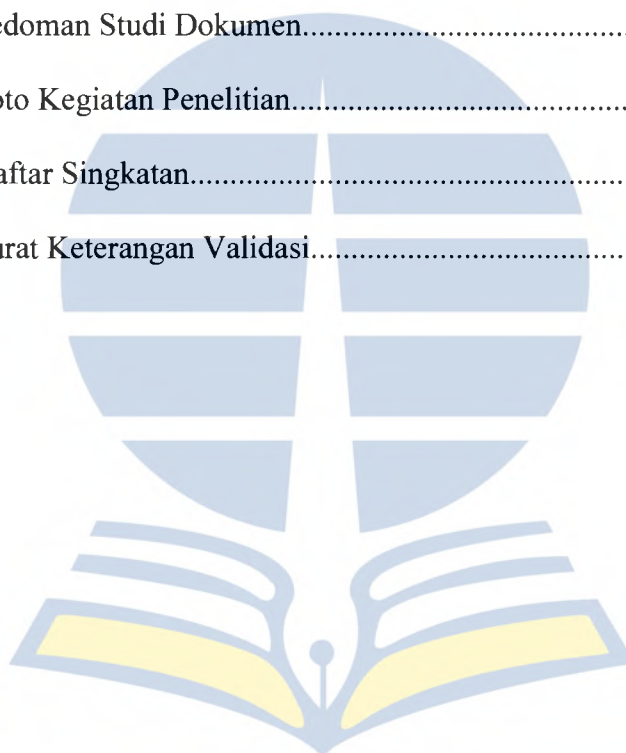 edoman Studi Dokumen..........................................
oto Kegiatan Penelitian............................................
aftar Singkatan.........................................................
urat Keterangan Validasi..........................................